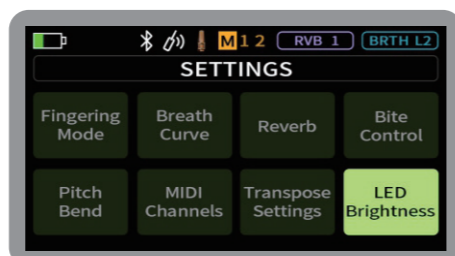 M 1 2 RVB 1 BRTH L2
SETTINGS
Fingering Mode
Breath Curve
Reverb
Bite Control
Pitch Bend
MIDI Channels
Transpose Settings
LED Brightness